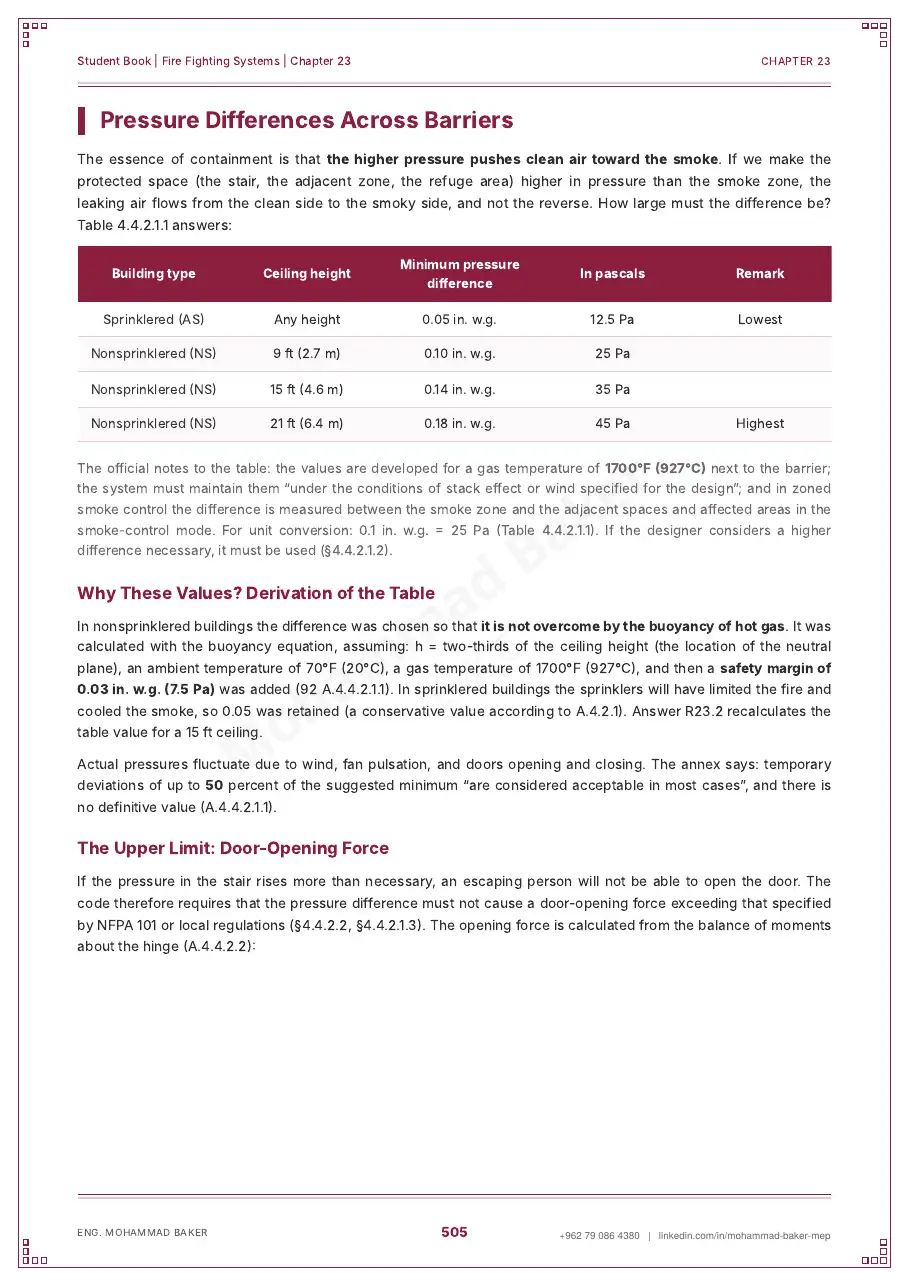 Student Book | Fire Fighting Systems | Chapter 23
CHAPTER 23
Pressure Differences Across Barriers
The essence of containment is that the higher pressure pushes clean air toward the smoke. If we make the
protected space (the stair, the adjacent zone, the refuge area) higher in pressure than the smoke zone, the
leaking air flows from the clean side to the smoky side, and not the reverse. How large must the difference be?
Table 4.4.2.1.1 answers:
Building type Ceiling height Minimum pressure difference In pascals Remark
Sprinklered (AS) Any height 0.05 in. w.g. 12.5 Pa Lowest
Nonsprinklered (NS) 9 ft (2.7 m) 0.10 in. w.g. 25 Pa
Nonsprinklered (NS) 15 ft (4.6 m) 0.14 in. w.g. 35 Pa
Nonsprinklered (NS) 21 ft (6.4 m) 0.18 in. w.g. 45 Pa Highest
The official notes to the table: the values are developed for a gas temperature of 1700°F (927°C) next to the barrier;
the system must maintain them “under the conditions of stack effect or wind specified for the design”; and in zoned
smoke control the difference is measured between the smoke zone and the adjacent spaces and affected areas in the
smoke-control mode. For unit conversion: 0.1 in. w.g. = 25 Pa (Table 4.4.2.1.1). If the designer considers a higher
difference necessary, it must be used (§4.4.2.1.2).
Why These Values? Derivation of the Table
In nonsprinklered buildings the difference was chosen so that it is not overcome by the buoyancy of hot gas. It was
calculated with the buoyancy equation, assuming: h = two-thirds of the ceiling height (the location of the neutral
plane), an ambient temperature of 70°F (20°C), a gas temperature of 1700°F (927°C), and then a safety margin of
0.03 in. w.g. (7.5 Pa) was added (92 A.4.4.2.1.1). In sprinklered buildings the sprinklers will have limited the fire and
cooled the smoke, so 0.05 was retained (a conservative value according to A.4.2.1). Answer R23.2 recalculates the
table value for a 15 ft ceiling.
Actual pressures fluctuate due to wind, fan pulsation, and doors opening and closing. The annex says: temporary
deviations of up to 50 percent of the suggested minimum “are considered acceptable in most cases”, and there is
no definitive value (A.4.4.2.1.1).
The Upper Limit: Door-Opening Force
If the pressure in the stair rises more than necessary, an escaping person will not be able to open the door. The
code therefore requires that the pressure difference must not cause a door-opening force exceeding that specified
by NFPA 101 or local regulations (§4.4.2.2, §4.4.2.1.3). The opening force is calculated from the balance of moments
about the hinge (A.4.4.2.2):
Mohammad Baker
ENG. MOHAMMAD BAKER
505
+962 79 086 4380 | linkedin.com/in/mohammad-baker-mep